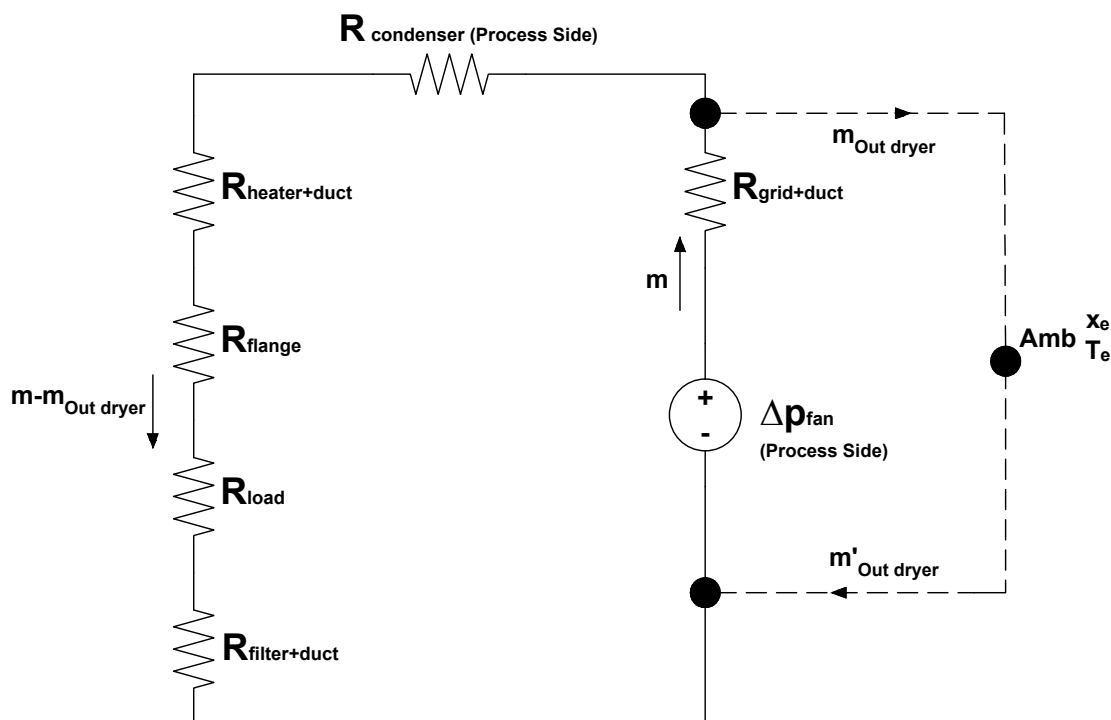 R condenser (Process Side)
m Out dryer
R heater+duct
R grid+duct
m
R flange
Amb x e
T e
m-m Out dryer
+
-
Δp fan
(Process Side)
R load
m' Out dryer
R filter+duct